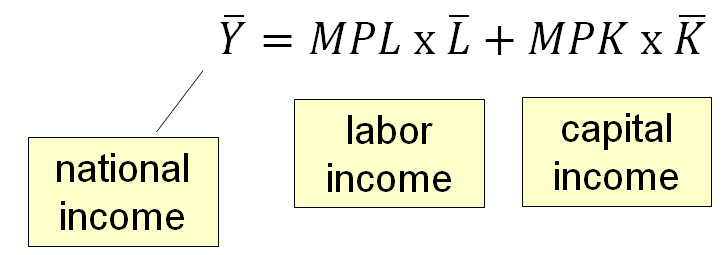 Y̅ = MPL x L̅ + MPK x K̅
national
income
labor
income
capital
income